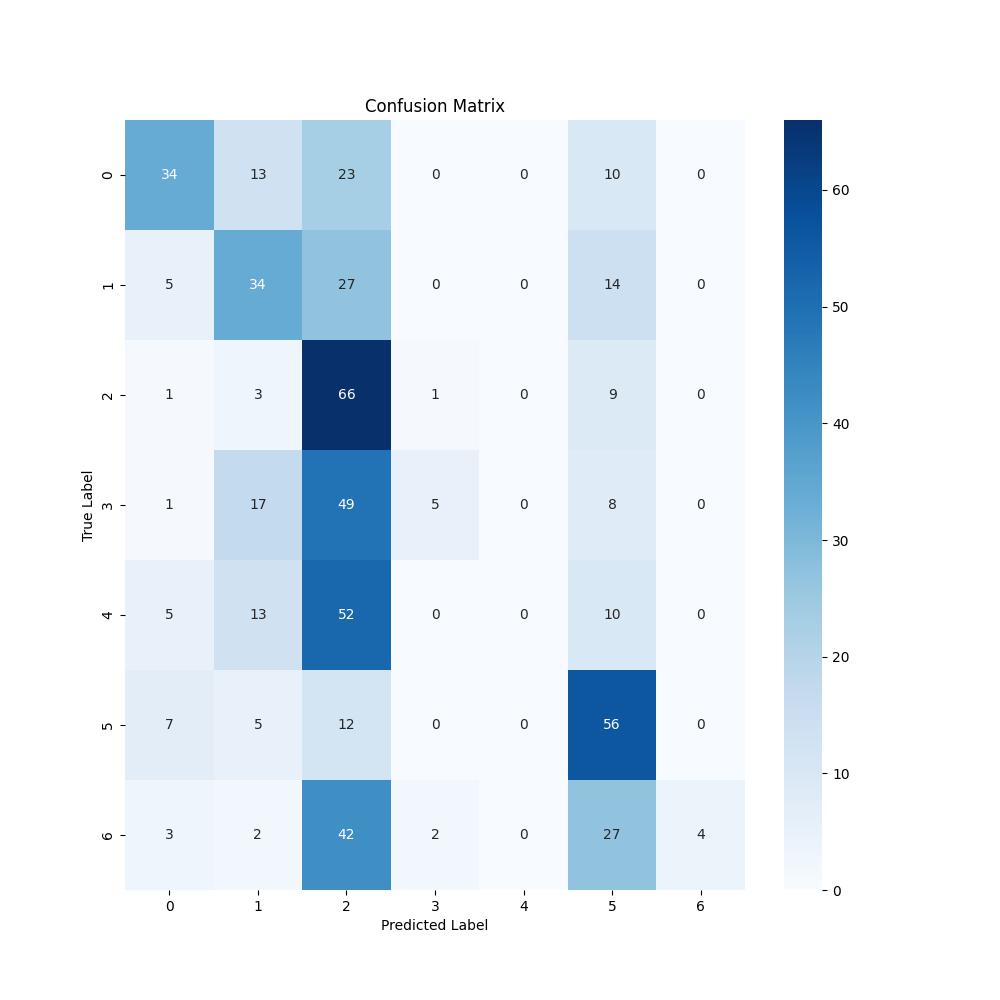 Confusion Matrix
0 34 13 23 0 0 10 0
1 5 34 27 0 0 14 0
2 1 3 66 1 0 9 0
3 1 17 49 5 0 8 0
4 5 13 52 0 0 10 0
5 7 5 12 0 0 56 0
6 3 2 42 2 0 27 4
0 1 2 3 4 5 6
True Label
Predicted Label
60
50
40
30
20
10
0